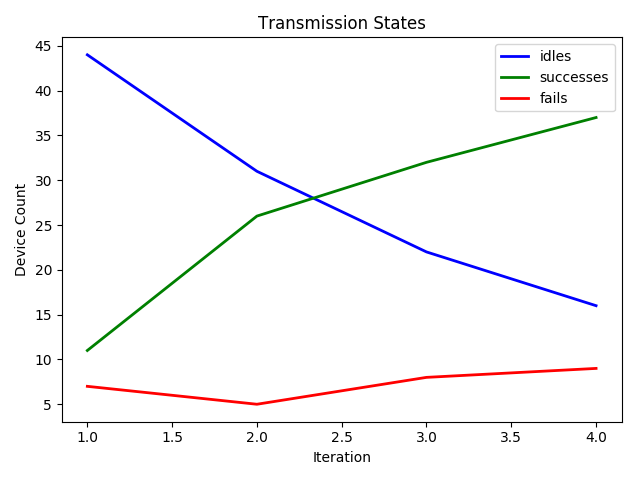 Transmission States
45
40
35
30
25
20
15
10
5
Device Count
idles
successes
fails
1.0 1.5 2.0 2.5 3.0 3.5 4.0
Iteration